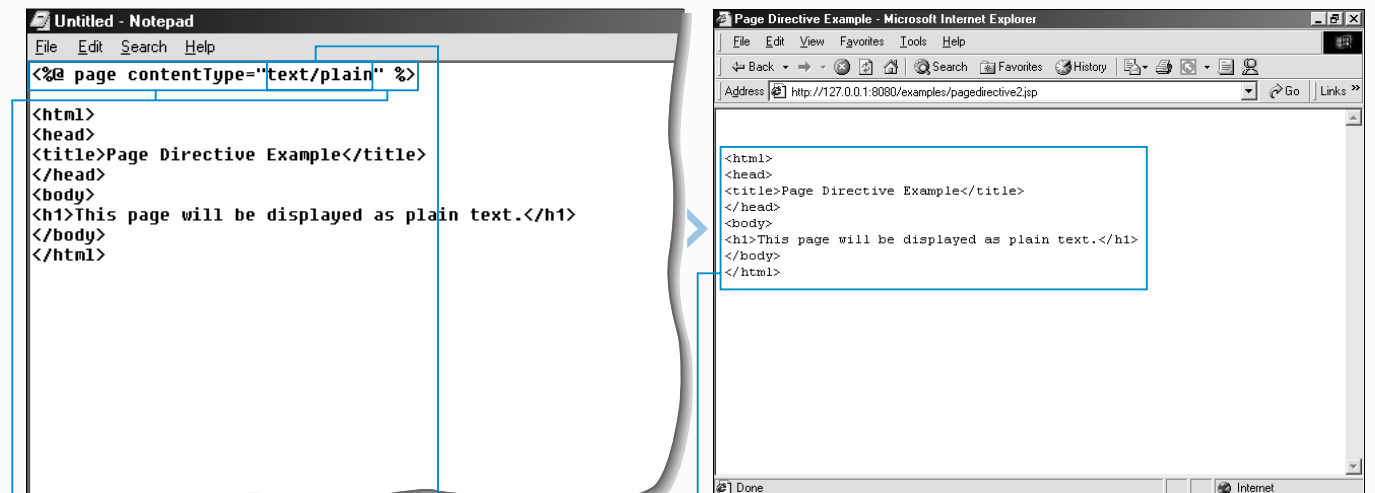 Untitled - Notepad
File Edit Search Help
<%@ page contentType="text/plain" %>
<html>
<head>
<title>Page Directive Example</title>
</head>
<body>
<h1>This page will be displayed as plain text.</h1>
</body>
</html>
Page Directive Example - Microsoft Internet Explorer
File Edit View Favorites Tools Help
Back Search Favorites History
Address http://127.0.0.1:8080/examples/pagedirective2.jsp Go Links »
<html>
<head>
<title>Page Directive Example</title>
</head>
<body>
<h1>This page will be displayed as plain text.</h1>
</body>
</html>
Done Internet